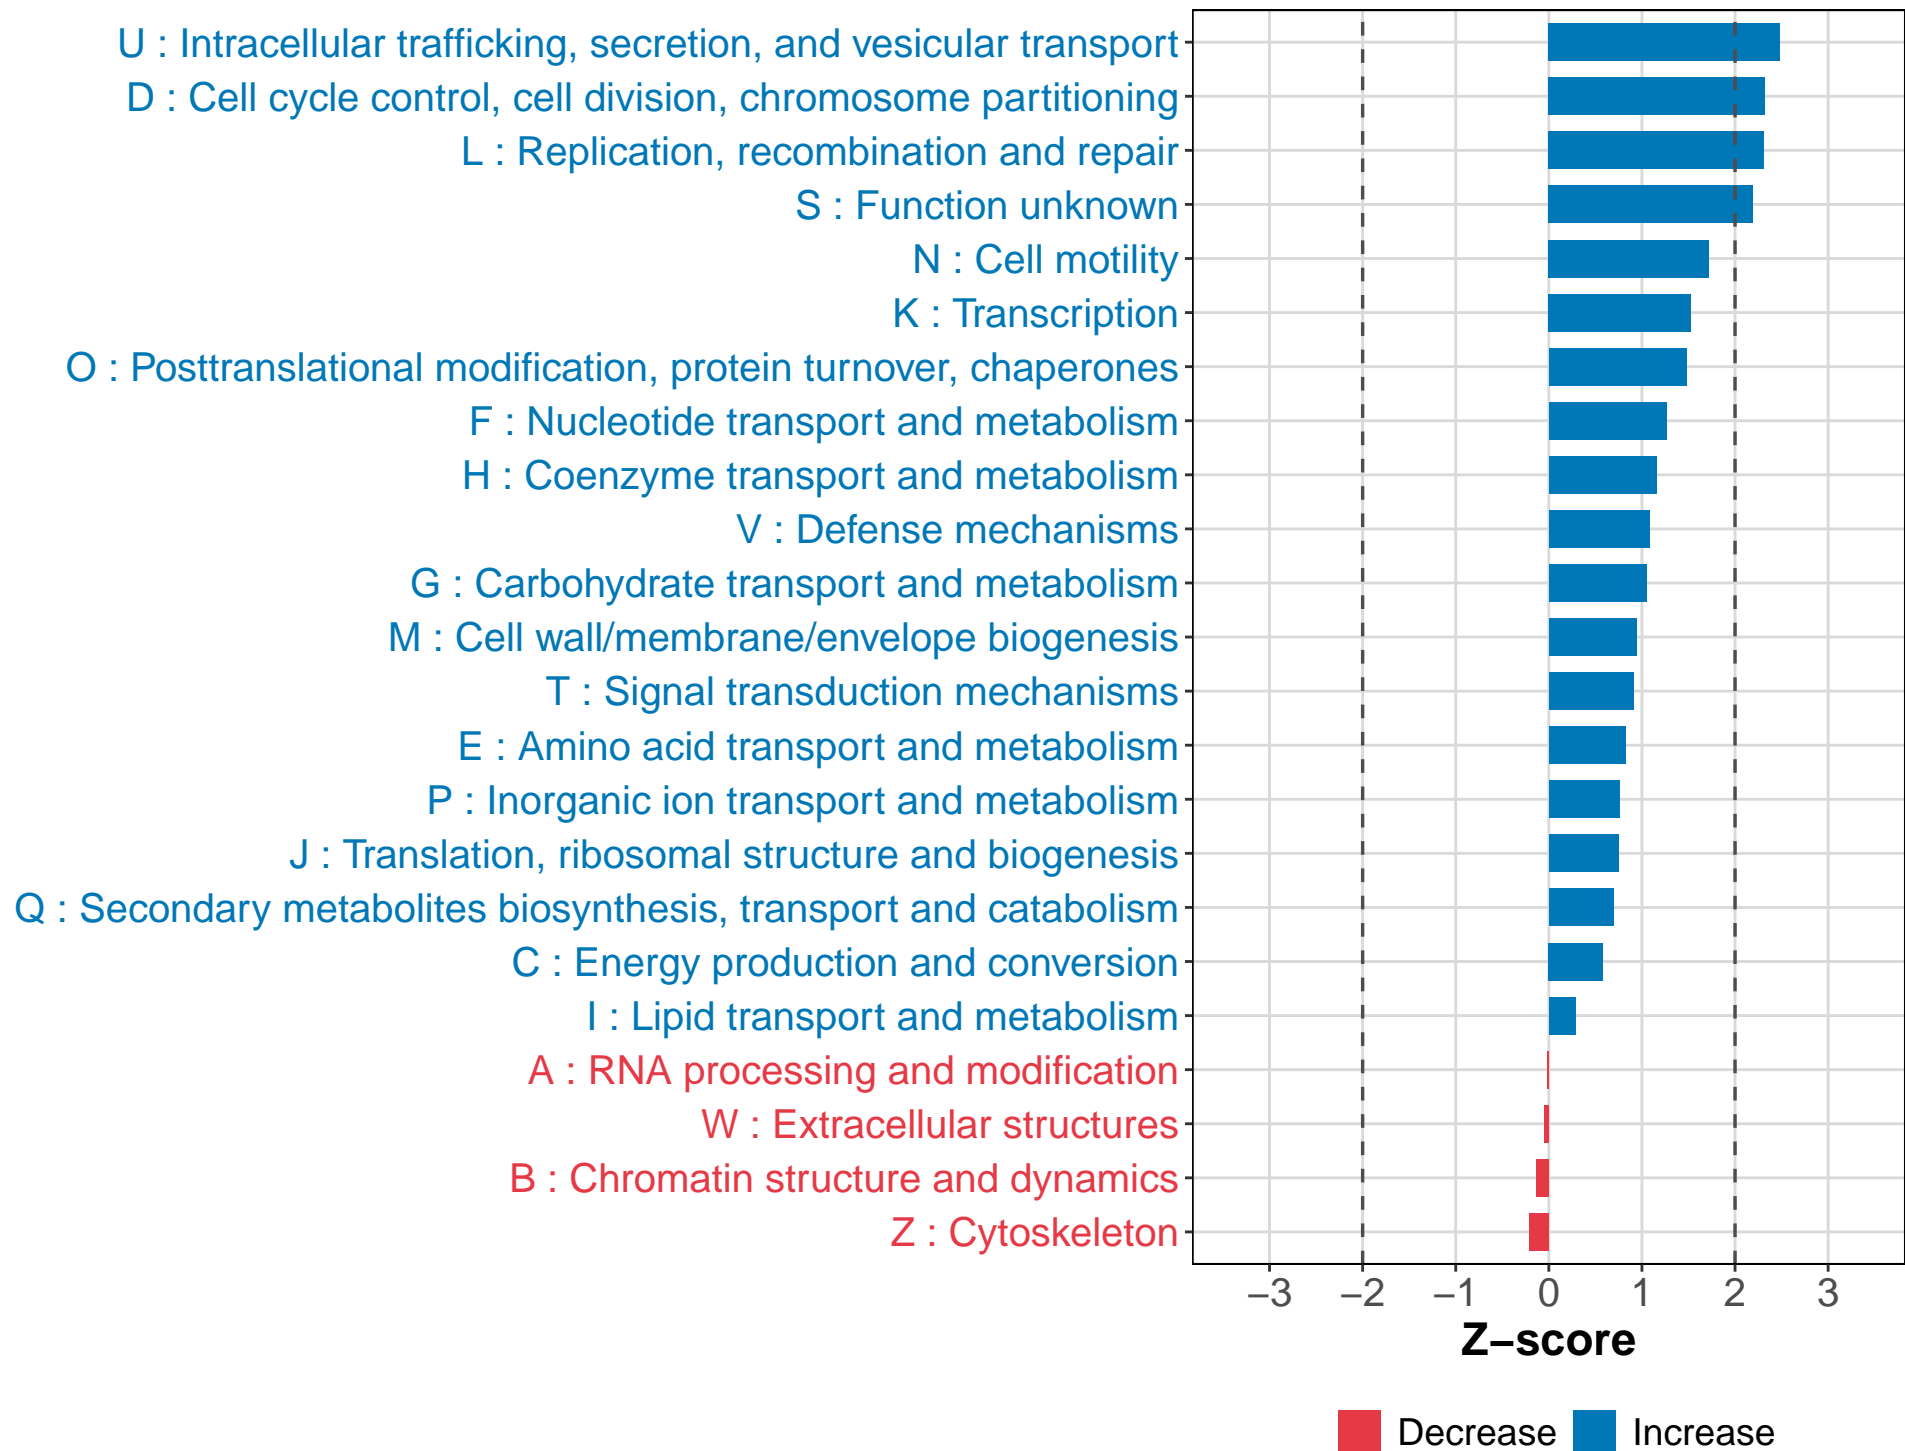 U : Intracellular trafficking, secretion, and vesicular transport
D : Cell cycle control, cell division, chromosome partitioning
L : Replication, recombination and repair
S : Function unknown
N : Cell motility
K : Transcription
O : Posttranslational modification, protein turnover, chaperones
F : Nucleotide transport and metabolism
H : Coenzyme transport and metabolism
V : Defense mechanisms
G : Carbohydrate transport and metabolism
M : Cell wall/membrane/envelope biogenesis
T : Signal transduction mechanisms
E : Amino acid transport and metabolism
P : Inorganic ion transport and metabolism
J : Translation, ribosomal structure and biogenesis
Q : Secondary metabolites biosynthesis, transport and catabolism
C : Energy production and conversion
I : Lipid transport and metabolism
A : RNA processing and modification
W : Extracellular structures
B : Chromatin structure and dynamics
Z : Cytoskeleton
−3 −2 −1 0 1 2 3
Z−score
Decrease Increase